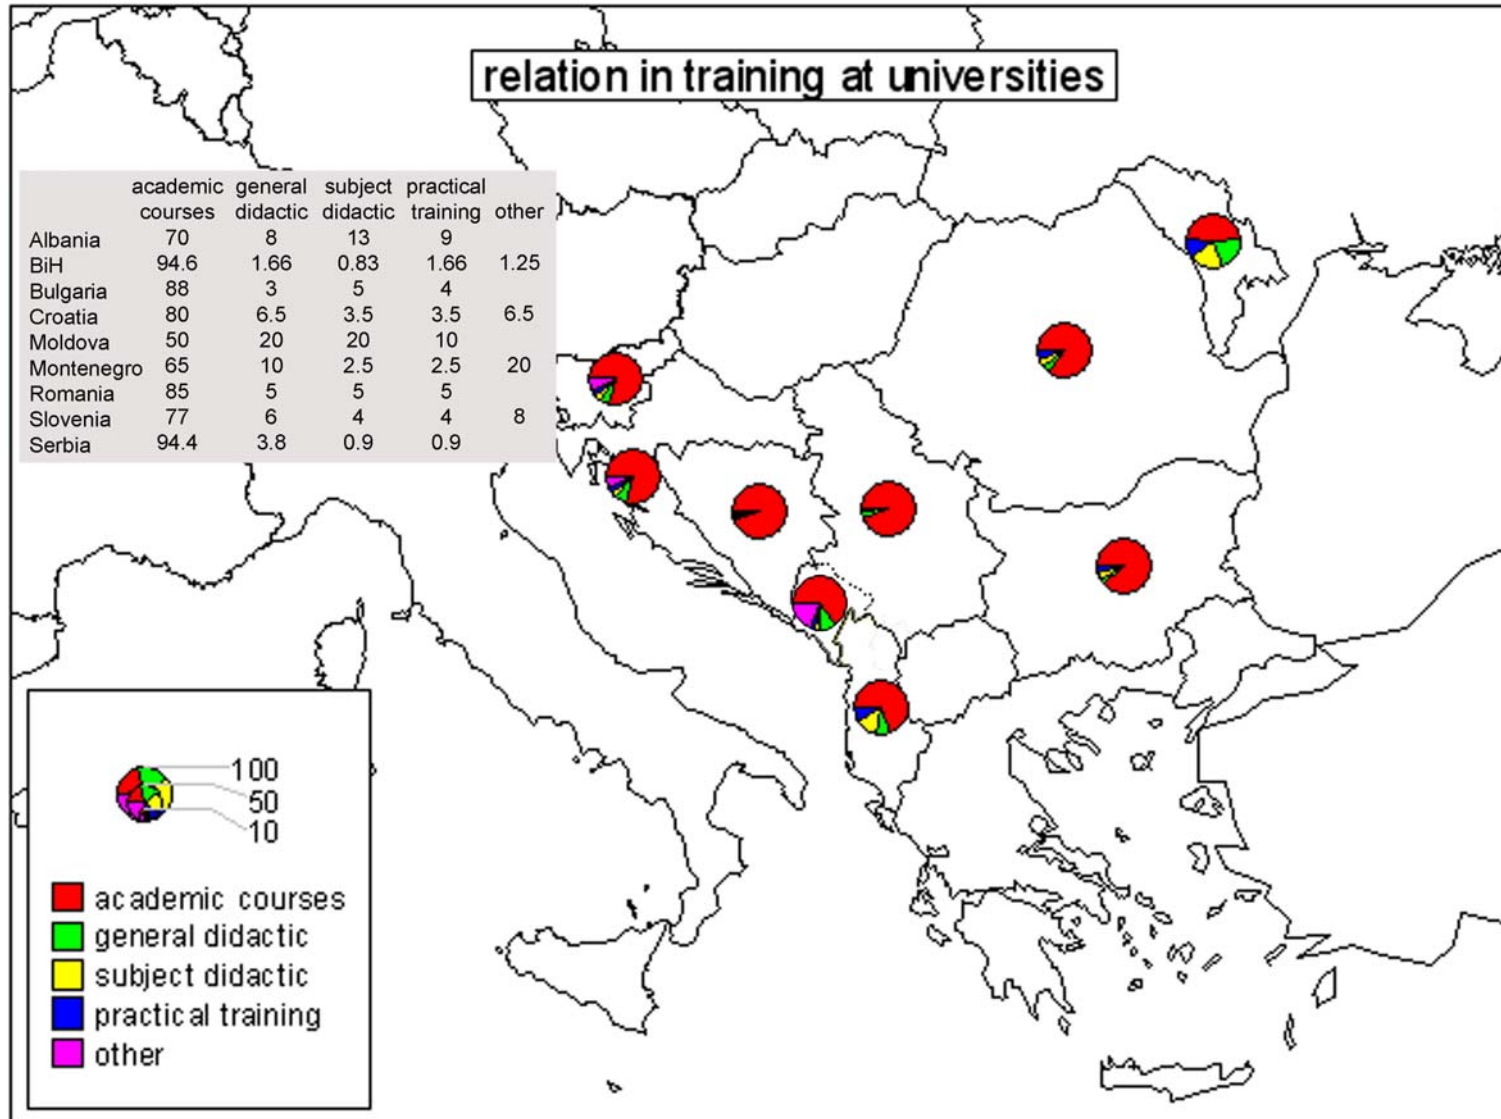 relation in training at universities
academic general subject practical
courses didactic didactic training other
Albania 70 8 13 9
BiH 94.6 1.66 0.83 1.66 1.25
Bulgaria 88 3 5 4
Croatia 80 6.5 3.5 3.5 6.5
Moldova 50 20 20 10
Montenegro 65 10 2.5 2.5 20
Romania 85 5 5 5
Slovenia 77 6 4 4 8
Serbia 94.4 3.8 0.9 0.9
100
50
10
academic courses
general didactic
subject didactic
practical training
other